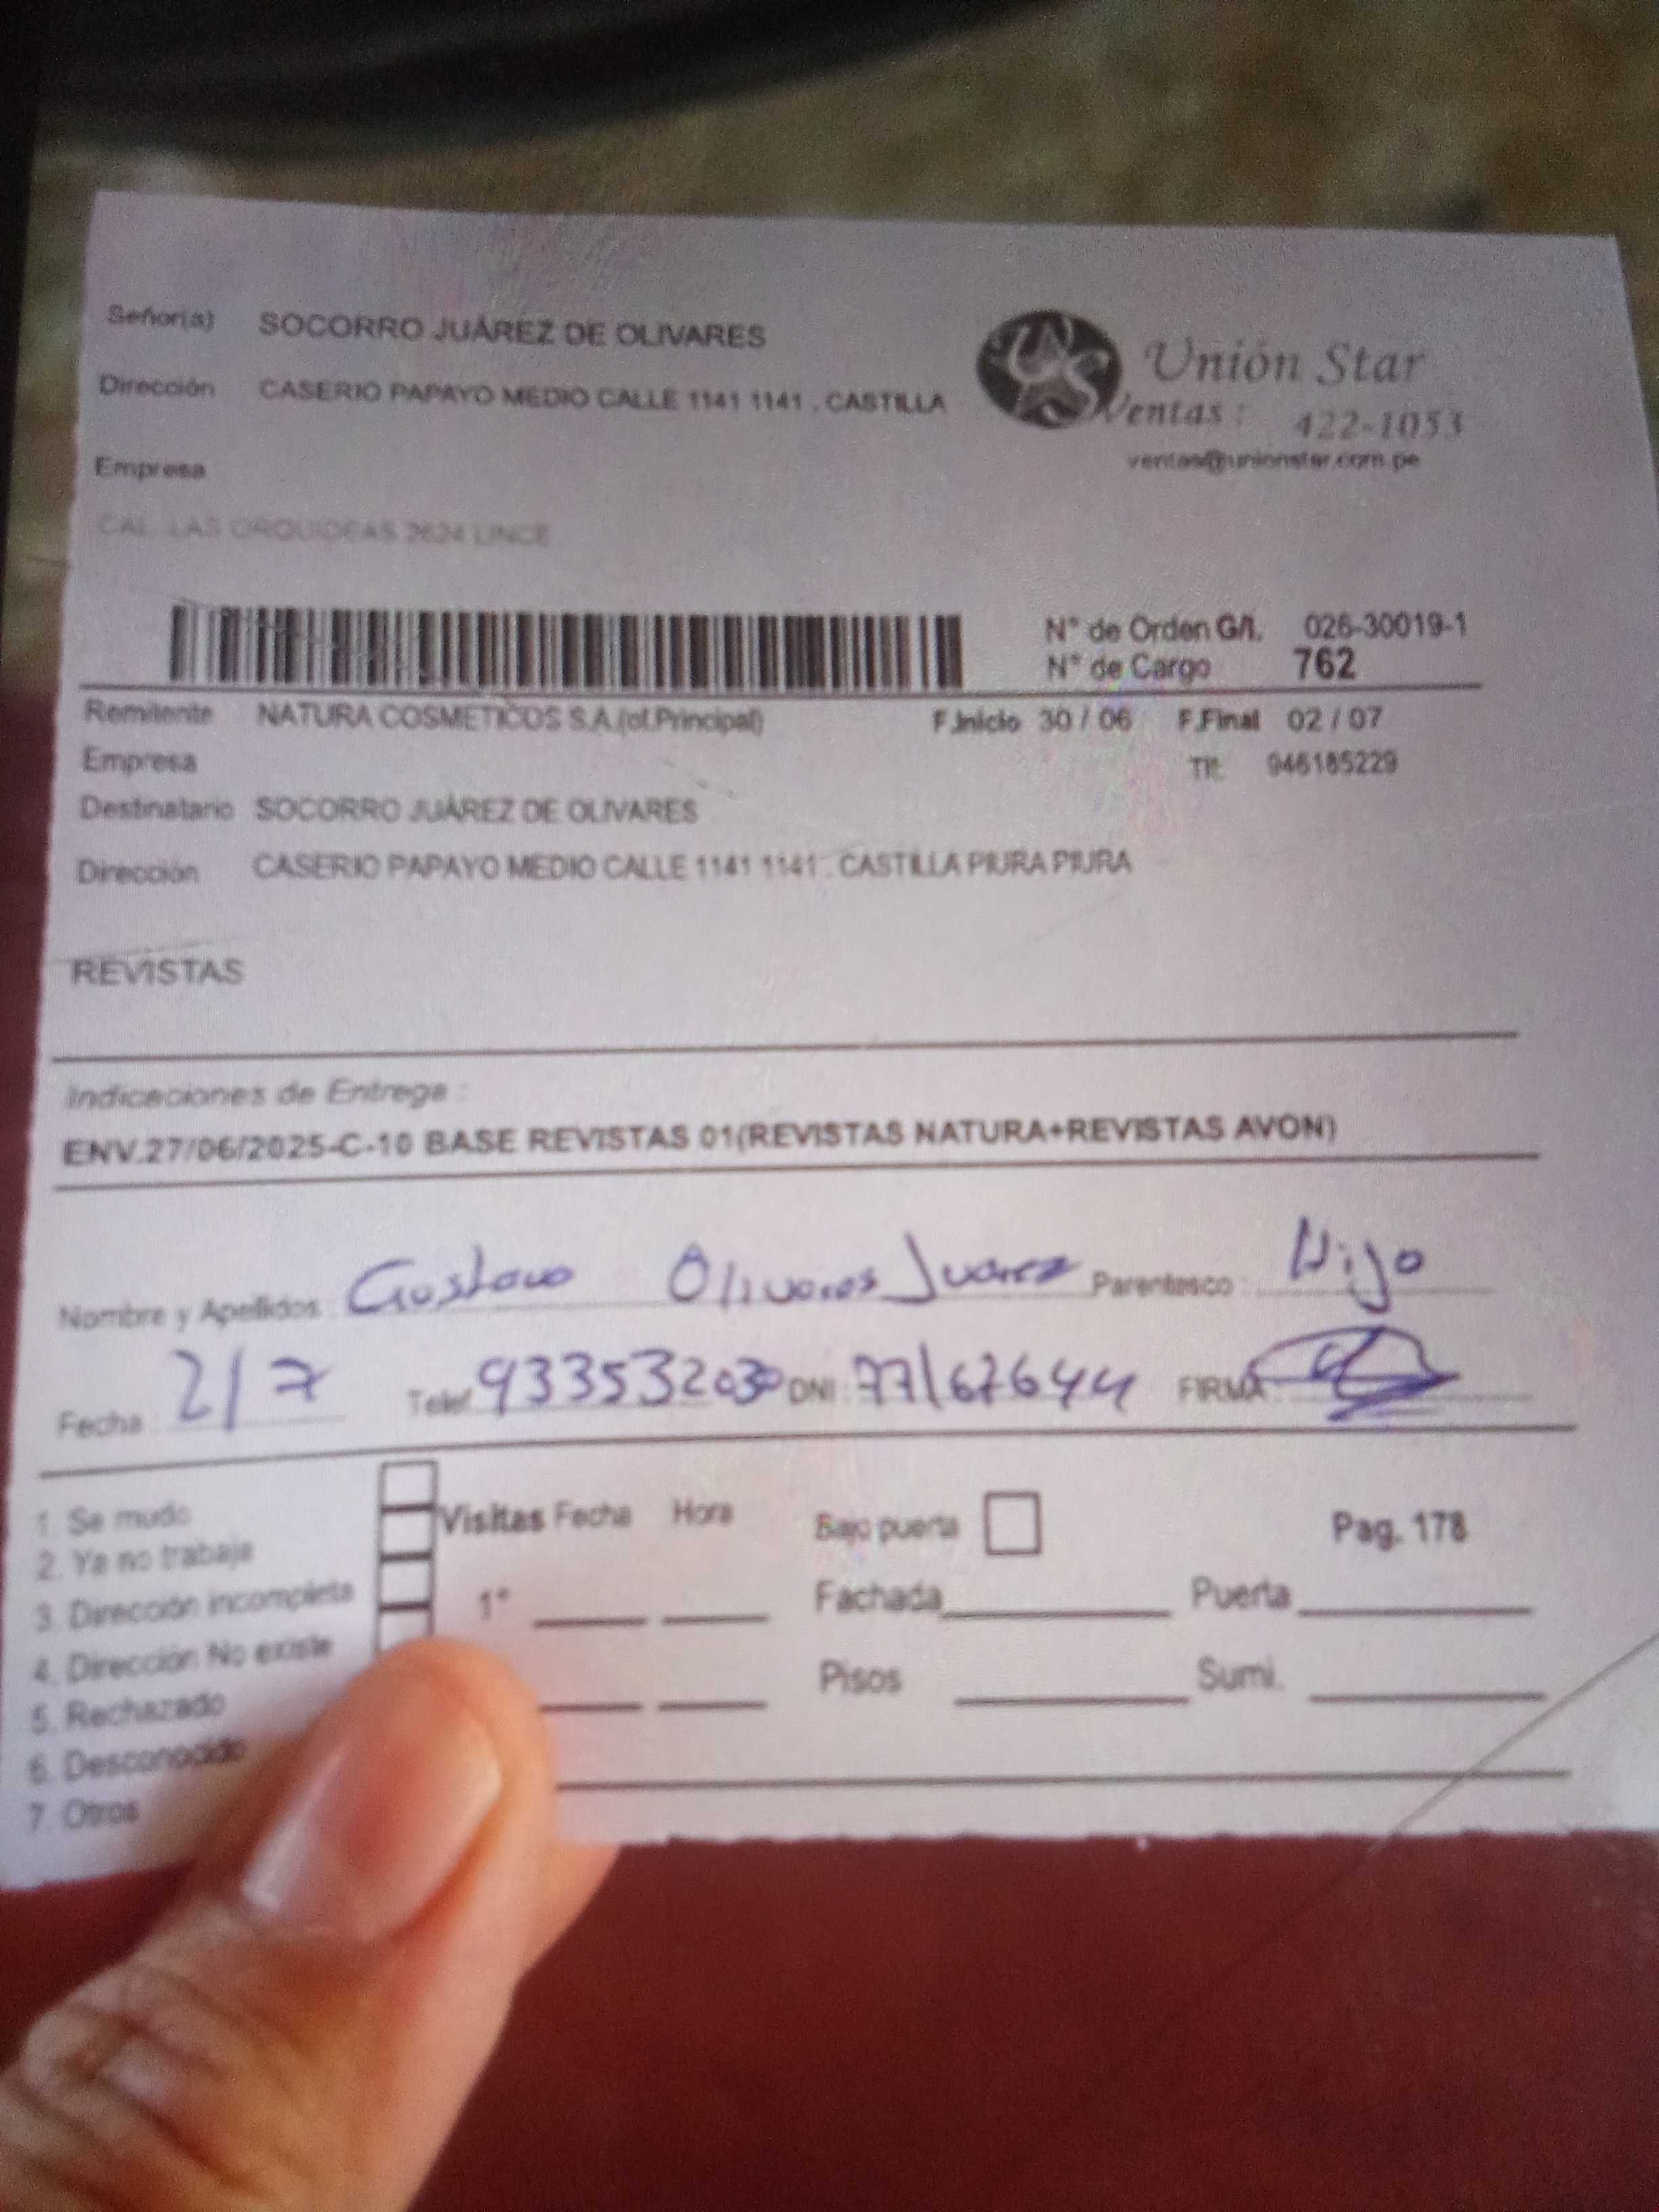 Señor(a) SOCORRO JUÁREZ DE OLIVARES
Dirección CASERIO PAPAYO MEDIO CALLE 1141 1141 . CASTILLA
Unión Star
Ventas : 422-1053
ventas@unionstar.com.pe
Empresa
CAL. LAS ORQUIDEAS 2624 LINCE
N° de Orden G/I. 026-30019-1
N° de Cargo 762
Remitente NATURA COSMETICOS S.A.(of.Principal) F.Inicio 30 / 06 F.Final 02 / 07
Empresa Tlf. 946185229
Destinatario SOCORRO JUÁREZ DE OLIVARES
Dirección CASERIO PAPAYO MEDIO CALLE 1141 1141 . CASTILLA PIURA PIURA
REVISTAS
Indicaciones de Entrega :
ENV.27/06/2025-C-10 BASE REVISTAS 01(REVISTAS NATURA+REVISTAS AVON)
Nombre y Apellidos Gustavo Olivares Juarez Parentesco : Hijo
Fecha : 2/7 Telef. DNI : 77167644 FIRMA :
1. Se mudo
2. Ya no trabaja
3. Dirección incompleta
4. Dirección No existe
5. Rechazado
6. Desconocido
7. Otros
Visitas Fecha Hora
1°
Bajo puerta Pag. 178
Fachada Puerta
Pisos Sumi.